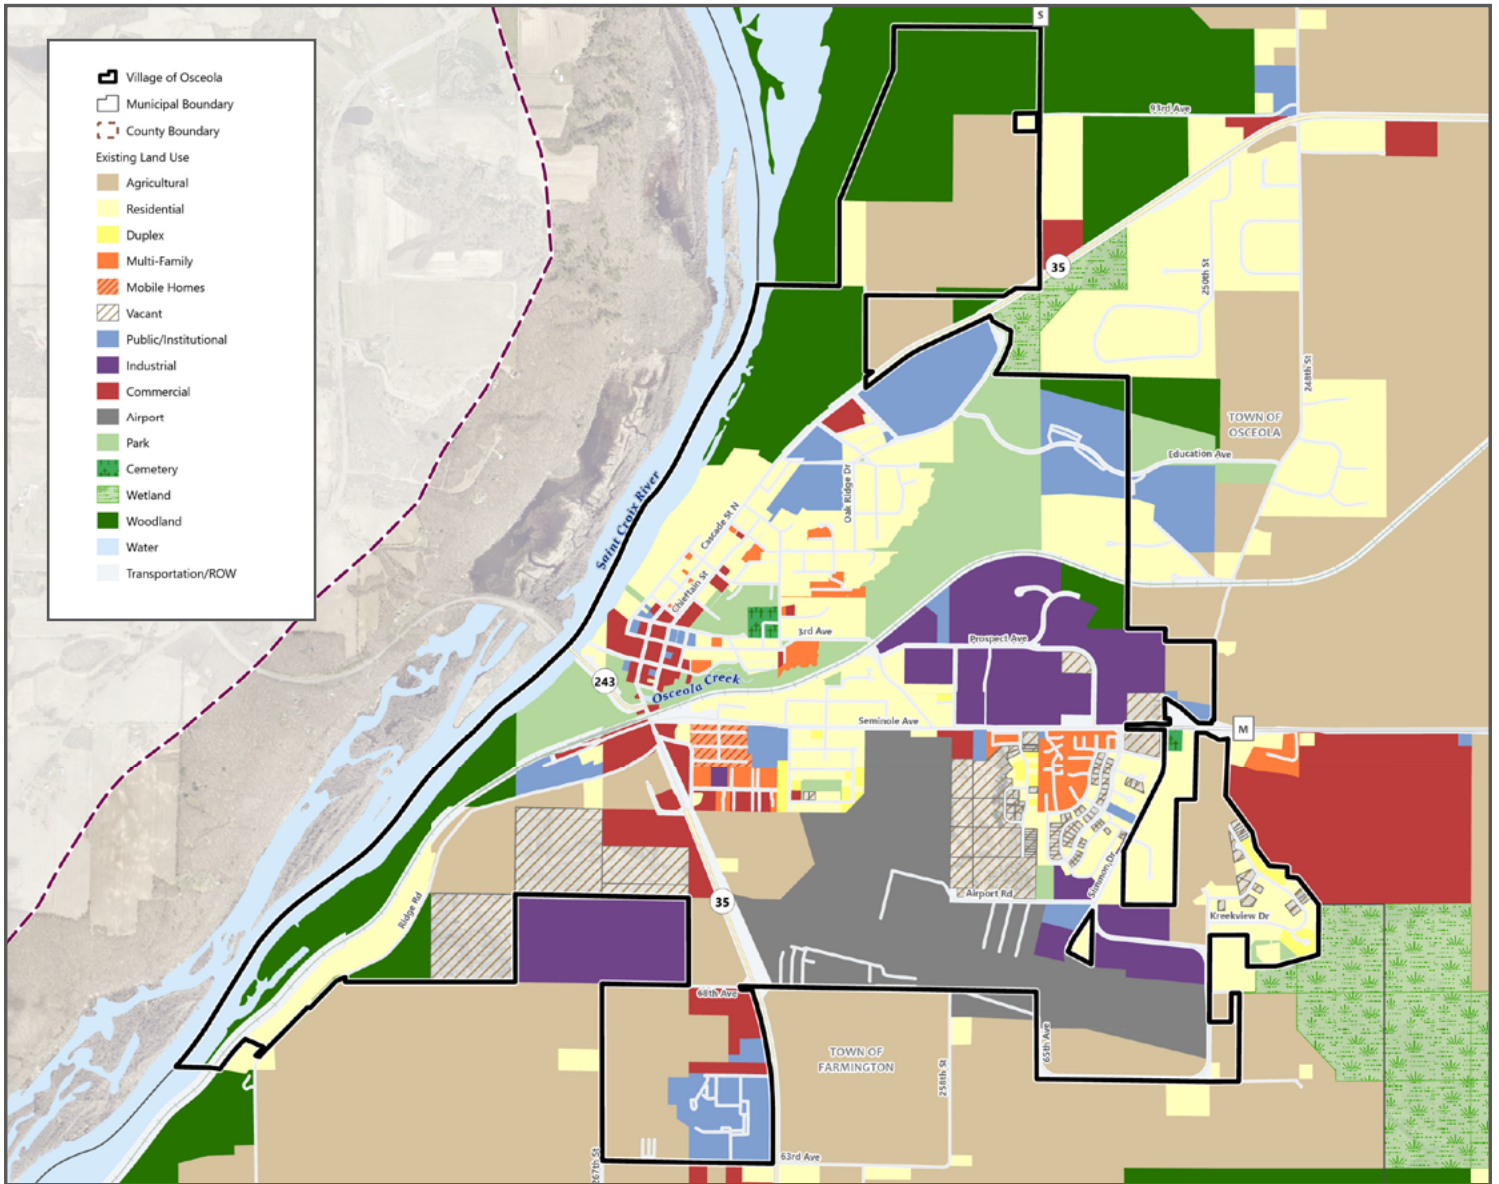 Village of Osceola
Municipal Boundary
County Boundary
Existing Land Use
Agricultural
Residential
Duplex
Multi-Family
Mobile Homes
Vacant
Public/Institutional
Industrial
Commercial
Airport
Park
Cemetery
Wetland
Woodland
Water
Transportation/ROW
S
93rd Ave
35
250th St
248th St
TOWN OF
OSCEOLA
Education Ave
Saint Croix River
Cascade St N
Oak Ridge Dr
Chieftain St
3rd Ave
Prospect Ave
243
Osceola Creek
Seminole Ave
M
Ridge Rd
35
Airport Rd
Summon Dr
Kreekview Dr
68th Ave
65th Ave
TOWN OF
FARMINGTON
258th St
63rd Ave
267th St